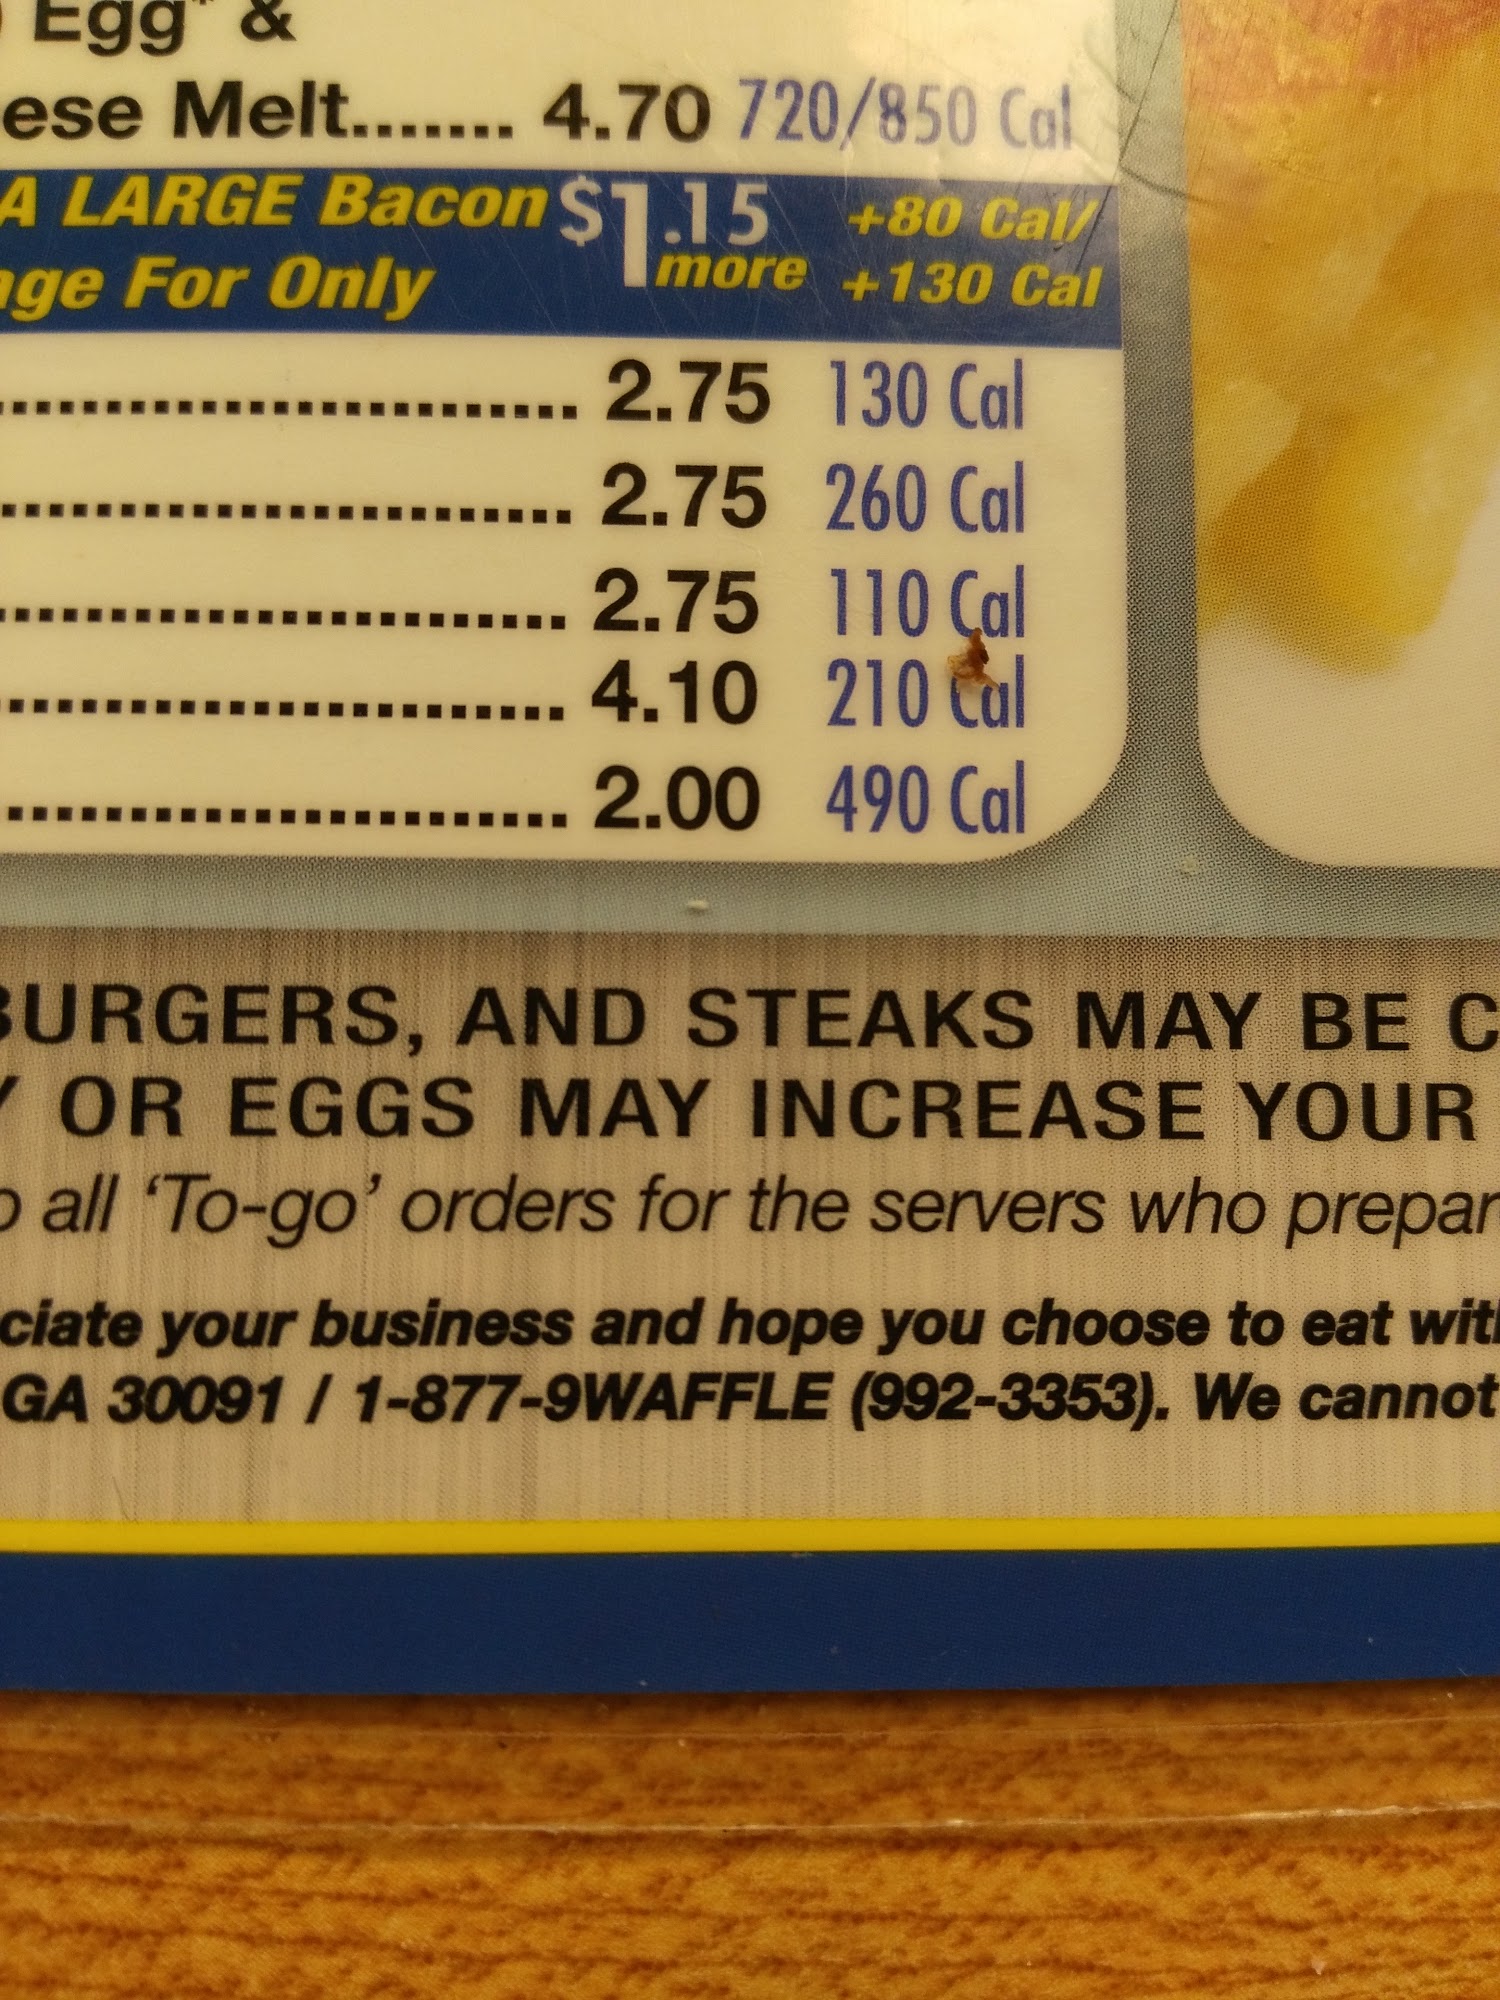 Egg* &
ese Melt....... 4.70 720/850 Cal
A LARGE Bacon $1.15 more +80 Cal/
age For Only +130 Cal
2.75 130 Cal
2.75 260 Cal
2.75 110 Cal
4.10 210 Cal
2.00 490 Cal
BURGERS, AND STEAKS MAY BE C
Y OR EGGS MAY INCREASE YOUR
o all ‘To-go’ orders for the servers who prepar
ciate your business and hope you choose to eat with
GA 30091 / 1-877-9WAFFLE (992-3353). We cannot